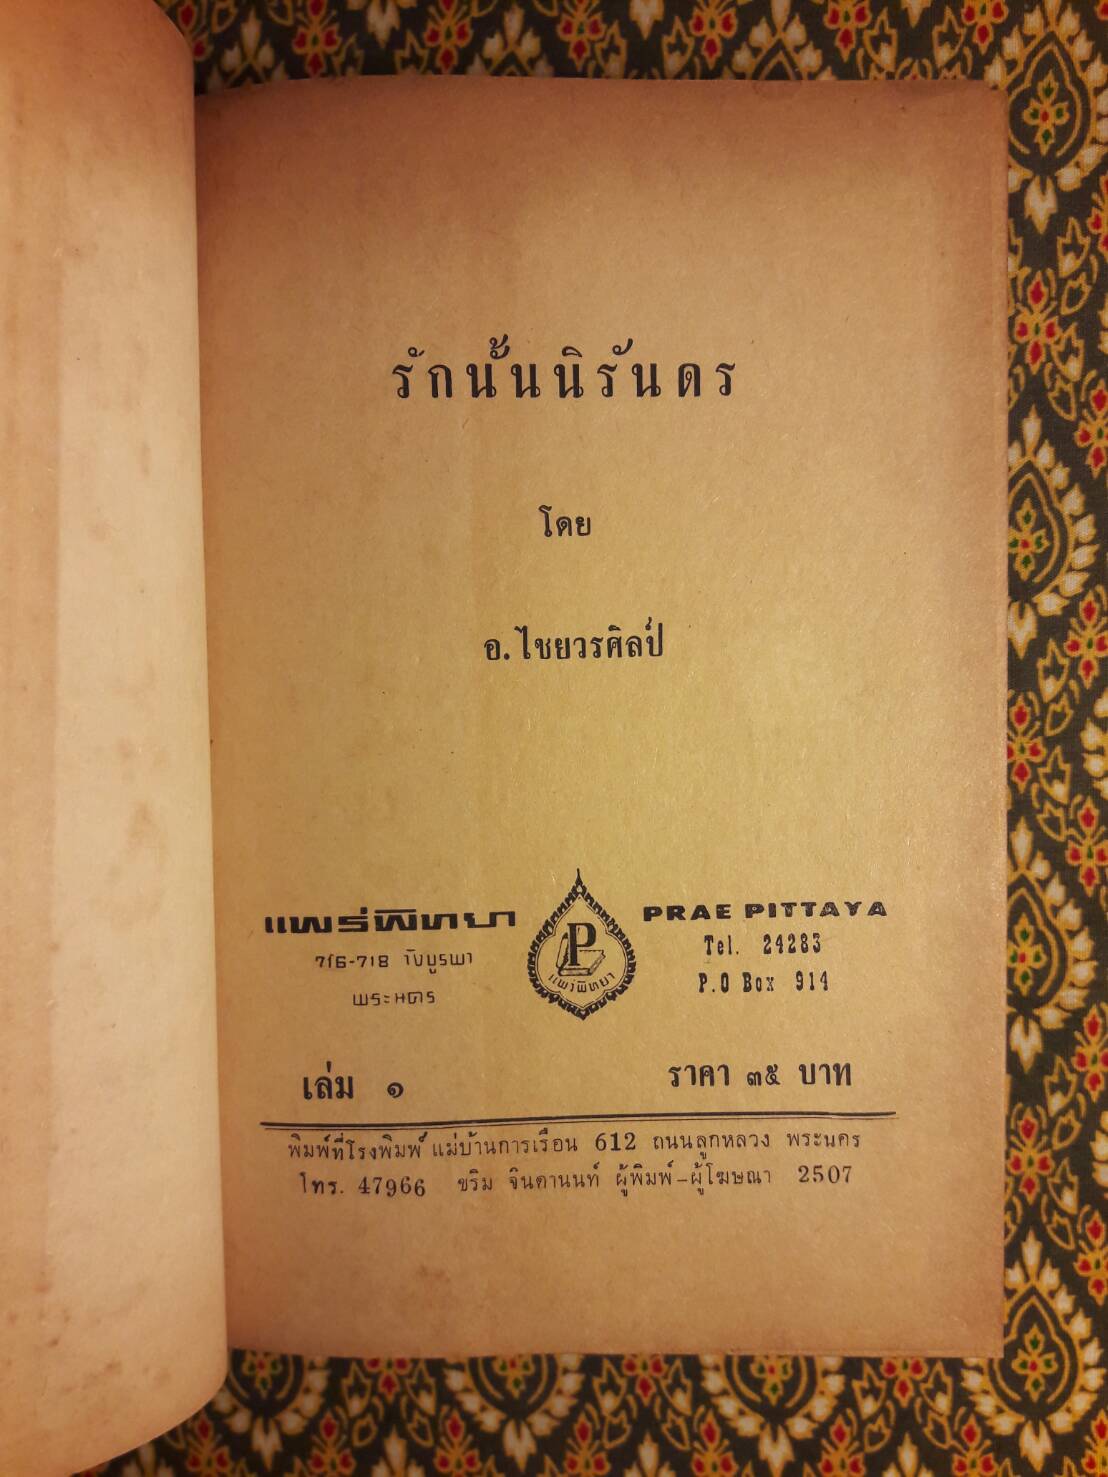 รักนั้นนิรันดร
โดย
อ.ไชยวรศิลป์
แพร่พิทยา
716-718 วังบูรพา
พระนคร
P
แพร่พิทยา
PRAE PITTAYA
Tel. 24283
P.O Box 914
เล่ม ๑
ราคา ๓๕ บาท
พิมพ์ที่โรงพิมพ์ แม่บ้านการเรือน 612 ถนนลูกหลวง พระนคร
โทร. 47966 ขริม จินดานนท์ ผู้พิมพ์-ผู้โฆษณา 2507